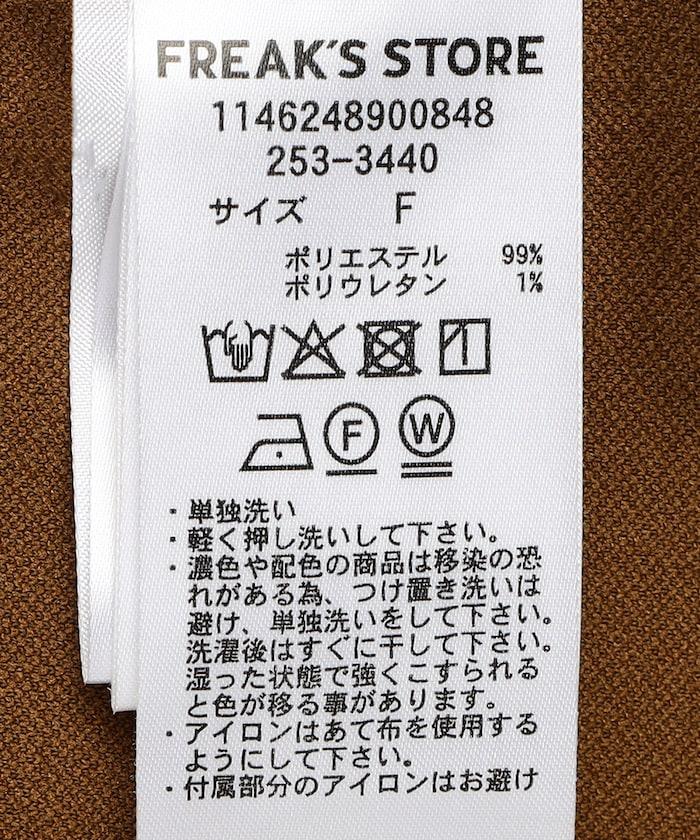 FREAK'S STORE
1146248900848
253-3440
サイズ F
ポリエステル 99%
ポリウレタン 1%
F W
・単独洗い
・軽く押し洗いして下さい。
・濃色や配色の商品は移染の恐
れがある為、つけ置き洗いは
避け、単独洗いをして下さい。
洗濯後はすぐに干して下さい。
湿った状態で強くこすられる
と色が移る事があります。
・アイロンはあて布を使用する
ようにして下さい。
・付属部分のアイロンはお避け